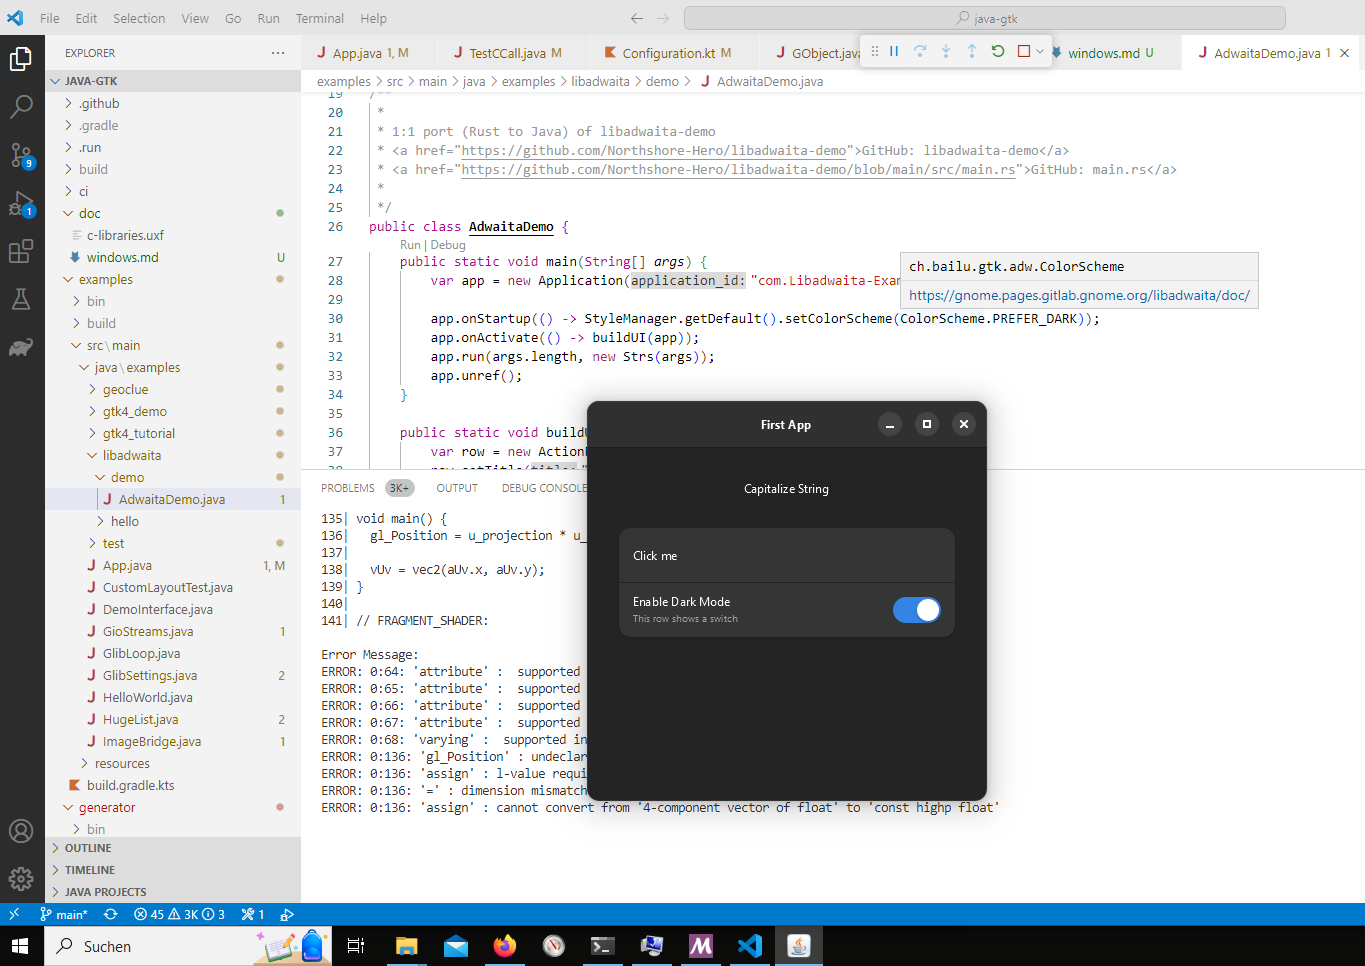 File Edit Selection View Go Run Terminal Help
java-gtk
EXPLORER
App.java 1, M
TestCCall.java M
Configuration.kt M
GObject.java
windows.md U
AdwaitaDemo.java 1
examples > src > main > java > examples > libadwaita > demo > AdwaitaDemo.java
JAVA-GTK
.github
.gradle
.run
build
ci
doc
c-libraries.uxf
windows.md U
examples
bin
build
src\main
java\examples
geoclue
gtk4_demo
gtk4_tutorial
libadwaita
demo
AdwaitaDemo.java 1
hello
test
App.java 1, M
CustomLayoutTest.java
DemoInterface.java
GioStreams.java 1
GlibLoop.java
GlibSettings.java 2
HelloWorld.java
HugeList.java 2
ImageBridge.java 1
resources
build.gradle.kts
generator
bin
OUTLINE
TIMELINE
JAVA PROJECTS
9
1
19 /**
20 *
21 * 1:1 port (Rust to Java) of libadwaita-demo
22 * <a href="https://github.com/Northshore-Hero/libadwaita-demo">GitHub: libadwaita-demo</a>
23 * <a href="https://github.com/Northshore-Hero/libadwaita-demo/blob/main/src/main.rs">GitHub: main.rs</a>
24 *
25 */
26 public class AdwaitaDemo {
Run | Debug
27 public static void main(String[] args) {
28 var app = new Application(application_id: "com.Libadwaita-Exa
29
30 app.onStartup(() -> StyleManager.getDefault().setColorScheme(ColorScheme.PREFER_DARK));
31 app.onActivate(() -> buildUI(app));
32 app.run(args.length, new Strs(args));
33 app.unref();
34 }
35
36 public static void buildU
37 var row = new Action
38 row.setTitle(title: "
ch.bailu.gtk.adw.ColorScheme
https://gnome.pages.gitlab.gnome.org/libadwaita/doc/
PROBLEMS 3K+ OUTPUT DEBUG CONSOLE
135| void main() {
136| gl_Position = u_projection * u_
137|
138| vUv = vec2(aUv.x, aUv.y);
139| }
140|
141| // FRAGMENT_SHADER:
Error Message:
ERROR: 0:64: 'attribute' : supported
ERROR: 0:65: 'attribute' : supported
ERROR: 0:66: 'attribute' : supported
ERROR: 0:67: 'attribute' : supported
ERROR: 0:68: 'varying' : supported in
ERROR: 0:136: 'gl_Position' : undeclar
ERROR: 0:136: 'assign' : l-value requi
ERROR: 0:136: '=' : dimension mismatch
ERROR: 0:136: 'assign' : cannot convert from '4-component vector of float' to 'const highp float'
First App
Capitalize String
Click me
Enable Dark Mode
This row shows a switch
main* 45 3K 3 1
Suchen